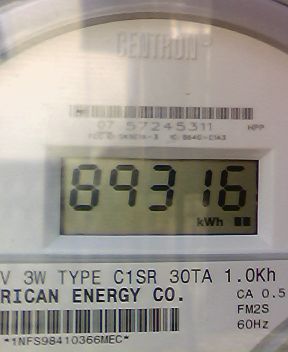 CENTRON®
07 57245311 HPP
89316
kWh
V 3W TYPE C1SR 30TA 1.0Kh
RICAN ENERGY CO. CA 0.5
FM2S
60Hz
*1NFS98410366MEC*